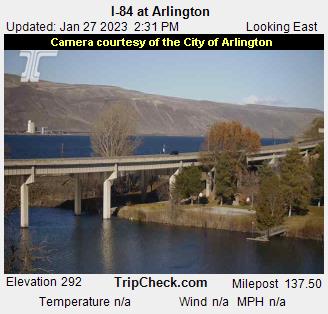 I-84 at Arlington
Updated: Jan 27 2023 2:31 PM Looking East
Camera courtesy of the City of Arlington
Elevation 292 TripCheck.com Milepost 137.50
Temperature n/a Wind n/a MPH n/a